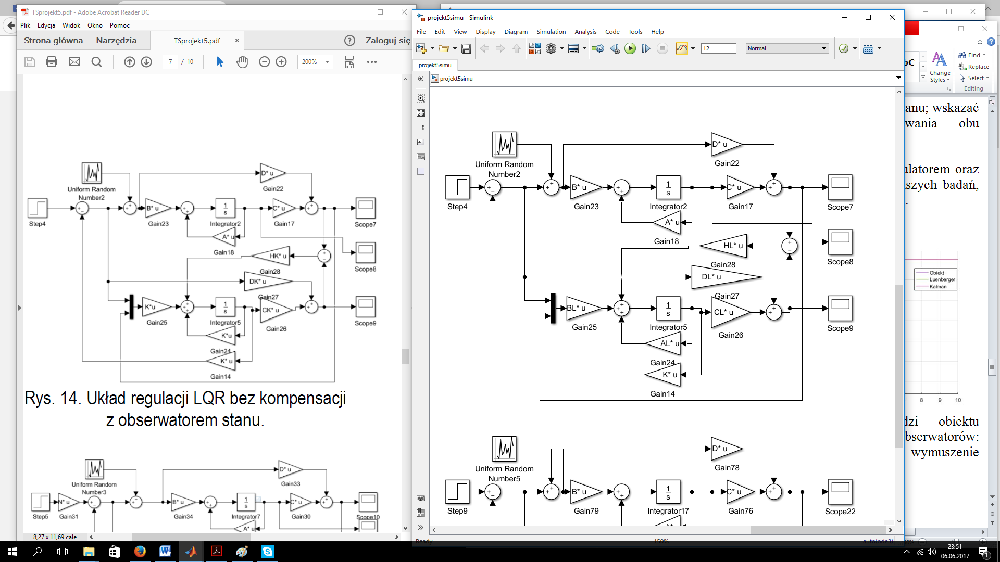 TSprojekt5.pdf - Adobe Acrobat Reader DC
Plik Edycja Widok Okno Pomoc
Strona główna Narzędzia TSprojekt5.pdf × ? Zaloguj się
7 / 10 200%
Uniform Random
Number2
D* u
Gain22
Step4
B* u
Gain23
1
s
Integrator2
C* u
Gain17
Scope7
A* u
Gain18
HK* u
Gain28
Scope8
DK* u
Gain27
K*u
Gain25
1
s
Integrator5
CK* u
Gain26
Scope9
K*u
Gain24
K* u
Gain14
Rys. 14. Układ regulacji LQR bez kompensacji
z obserwatorem stanu.
Uniform Random
Number3
D* u
Gain33
Step5
N* u
Gain31
B* u
Gain34
1
s
Integrator7
C* u
Gain30
Scope10
A* u
8,27 x 11,69 cale
projekt5simu - Simulink
File Edit View Display Diagram Simulation Analysis Code Tools Help
12 Normal
projekt5simu
projekt5simu
Uniform Random
Number2
D* u
Gain22
Step4
B* u
Gain23
1
s
Integrator2
C* u
Gain17
Scope7
A* u
Gain18
HL* u
Gain28
Scope8
DL* u
Gain27
BL* u
Gain25
1
s
Integrator5
CL* u
Gain26
Scope9
AL* u
Gain24
K* u
Gain14
Uniform Random
Number5
D* u
Gain78
Step9
B* u
Gain79
1
s
Integrator17
C* u
Gain76
Scope22
Ready 150% auto(ode3)
Find
Replace
Select
Change
Styles
Editing
anu; wskazać
wania obu
ulatorem oraz
szych badań,
Obiekt
Luenberger
Kalman
8 9 10
dzi obiektu
bserwatorów:
wymuszenie
23:51
06.06.2017
1